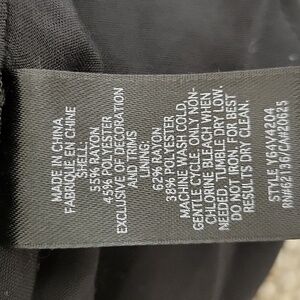 MADE IN CHINA
FABRIQUE EN CHINE
SHELL:
55% RAYON
45% POLYESTER
EXCLUSIVE OF DECORATION
AND TRIMS
LINING:
62% RAYON
38% POLYESTER
MACHINE WASH COLD,
GENTLE CYCLE. ONLY NON-
CHLORINE BLEACH WHEN
NEEDED. TUMBLE DRY LOW.
DO NOT IRON. FOR BEST
RESULTS DRY CLEAN.
STYLE Y64V4204
RN#62136/CA#20625